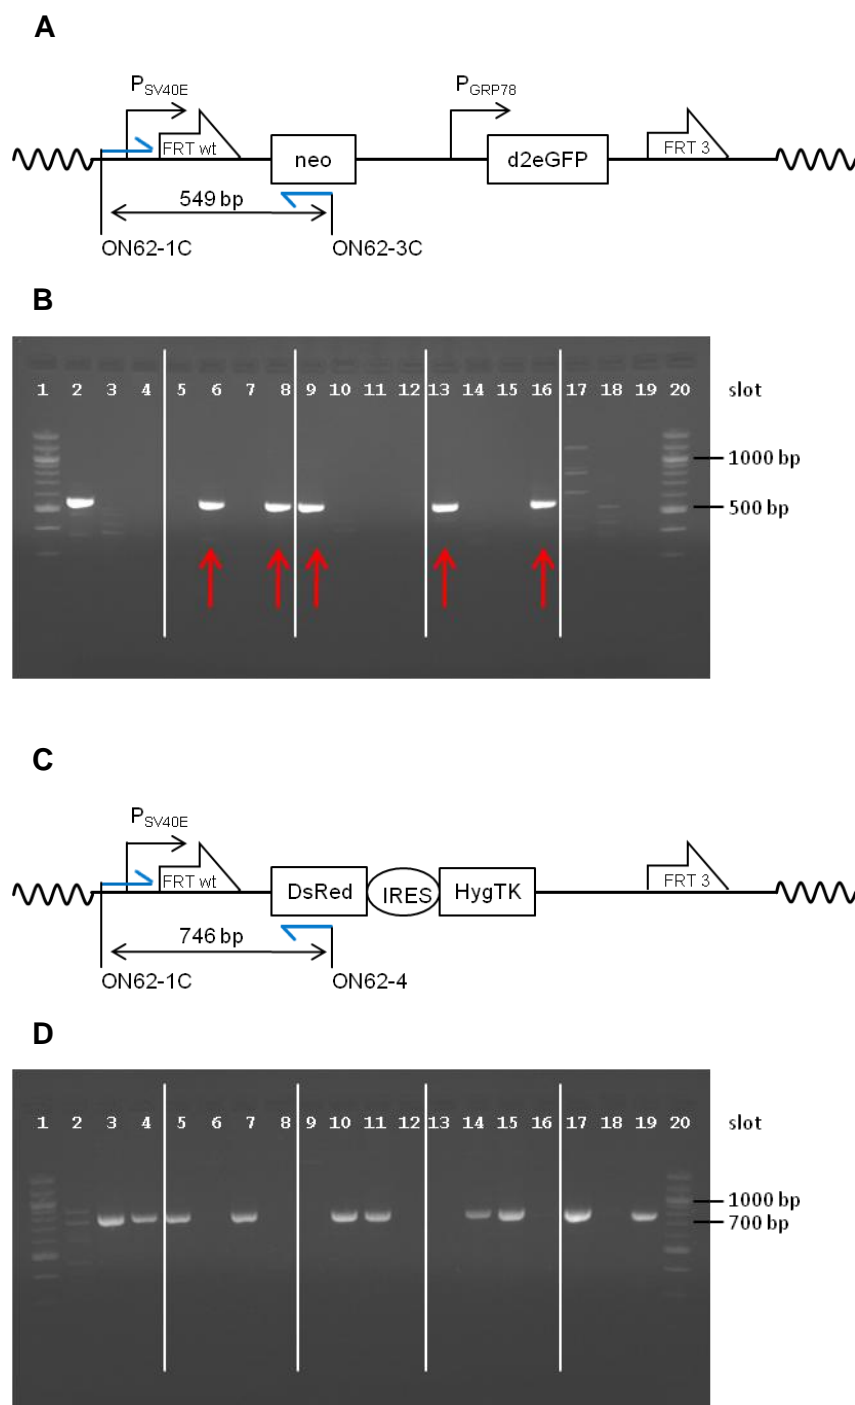 A
PSV40E
PGRP78
FRT wt
neo
d2eGFP
FRT 3
549 bp
ON62-1C
ON62-3C
B
1 2 3 4 5 6 7 8 9 10 11 12 13 14 15 16 17 18 19 20 slot
1000 bp
500 bp
C
PSV40E
FRT wt
DsRed
IRES
HygTK
FRT 3
746 bp
ON62-1C
ON62-4
D
1 2 3 4 5 6 7 8 9 10 11 12 13 14 15 16 17 18 19 20 slot
1000 bp
700 bp